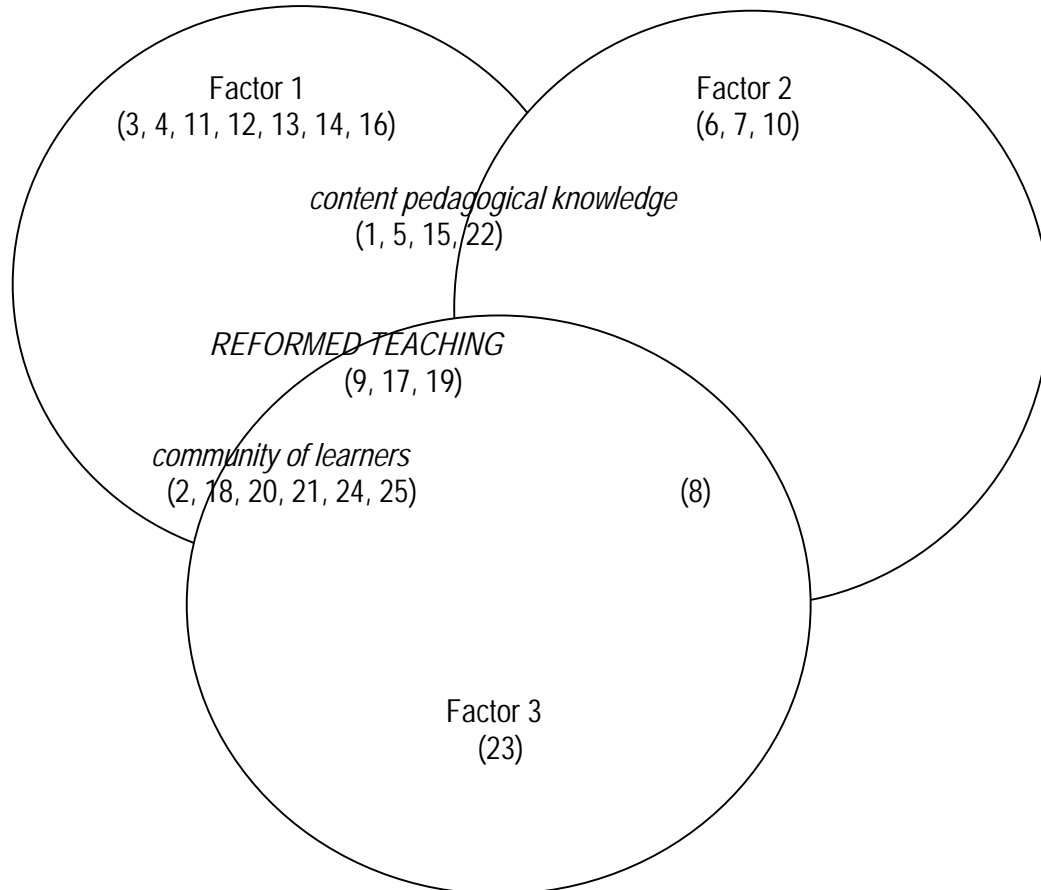 Factor 1
(3, 4, 11, 12, 13, 14, 16)
Factor 2
(6, 7, 10)
content pedagogical knowledge
(1, 5, 15, 22)
REFORMED TEACHING
(9, 17, 19)
community of learners
(2, 18, 20, 21, 24, 25)
(8)
Factor 3
(23)